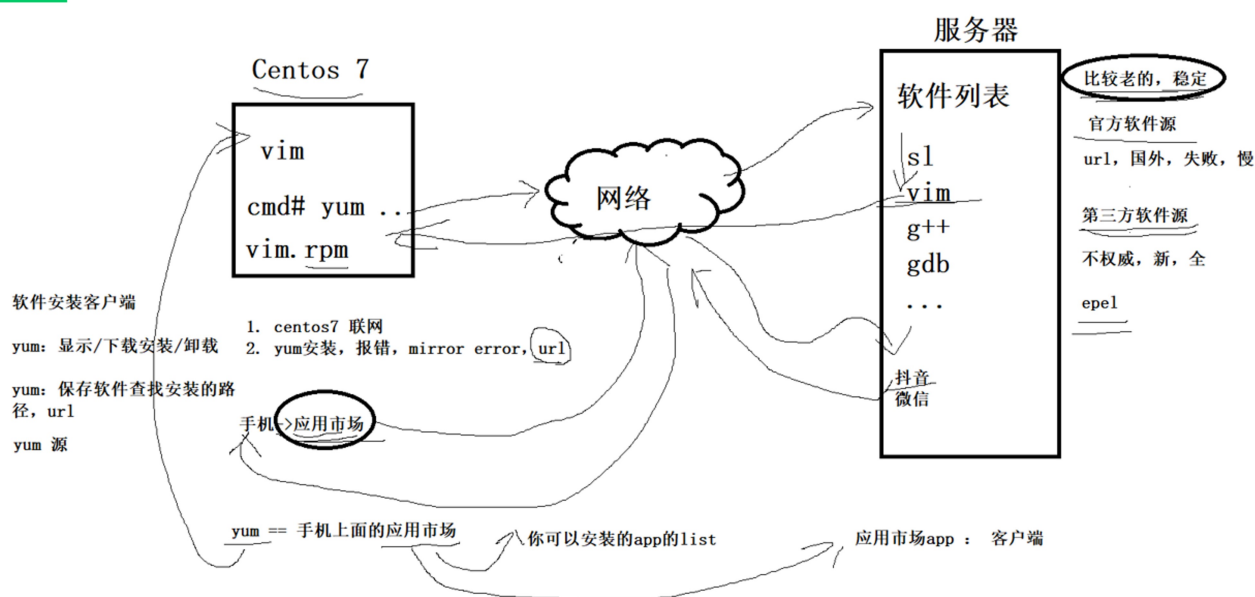 Centos 7
vim
cmd# yum ..
vim.rpm
网络
服务器
软件列表
sl
vim
g++
gdb
...
抖音
微信
比较老的，稳定
官方软件源
url，国外，失败，慢
第三方软件源
不权威，新，全
epel
软件安装客户端
yum：显示/下载安装/卸载
yum：保存软件查找安装的路
径，url
yum 源
1. centos7 联网
2. yum安装，报错，mirror error，url
手机->应用市场
yum == 手机上面的应用市场
你可以安装的app的list
应用市场app ： 客户端